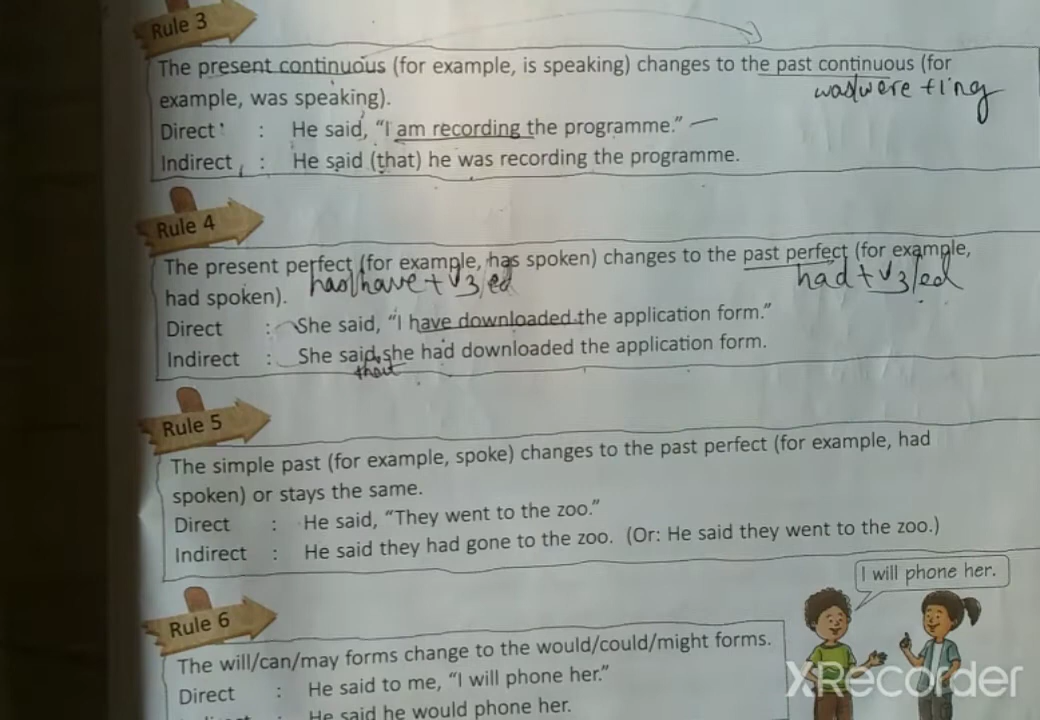 Rule 3
The present continuous (for example, is speaking) changes to the past continuous (for
example, was speaking).
was/were + ing
Direct : He said, “I am recording the programme.”
Indirect : He said (that) he was recording the programme.
Rule 4
The present perfect (for example, has spoken) changes to the past perfect (for example,
had spoken). has/have + V3/ed had + V3/ed
Direct : She said, “I have downloaded the application form.”
Indirect : She said, she had downloaded the application form.
that
Rule 5
The simple past (for example, spoke) changes to the past perfect (for example, had
spoken) or stays the same.
Direct : He said, “They went to the zoo.”
Indirect : He said they had gone to the zoo. (Or: He said they went to the zoo.)
I will phone her.
Rule 6
The will/can/may forms change to the would/could/might forms.
Direct : He said to me, “I will phone her.”
He said he would phone her.
XRecorder